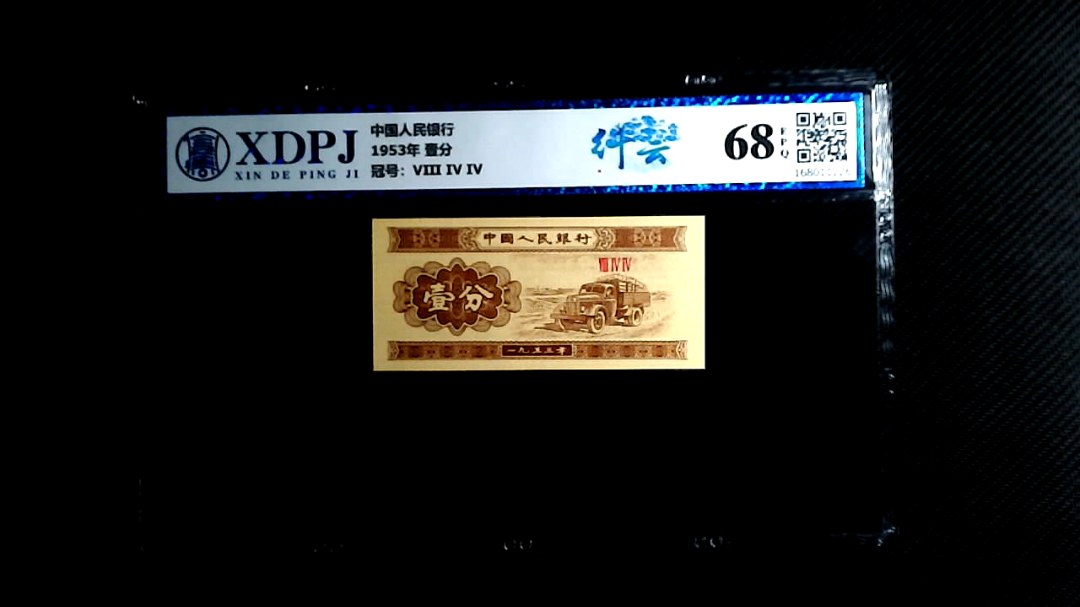 XDPJ
XIN DE PING JI
中国人民银行
1953年 壹分
冠号：VIII IV IV
68
EPQ
中國人民銀行
VIII IV IV
壹分
一九五三年